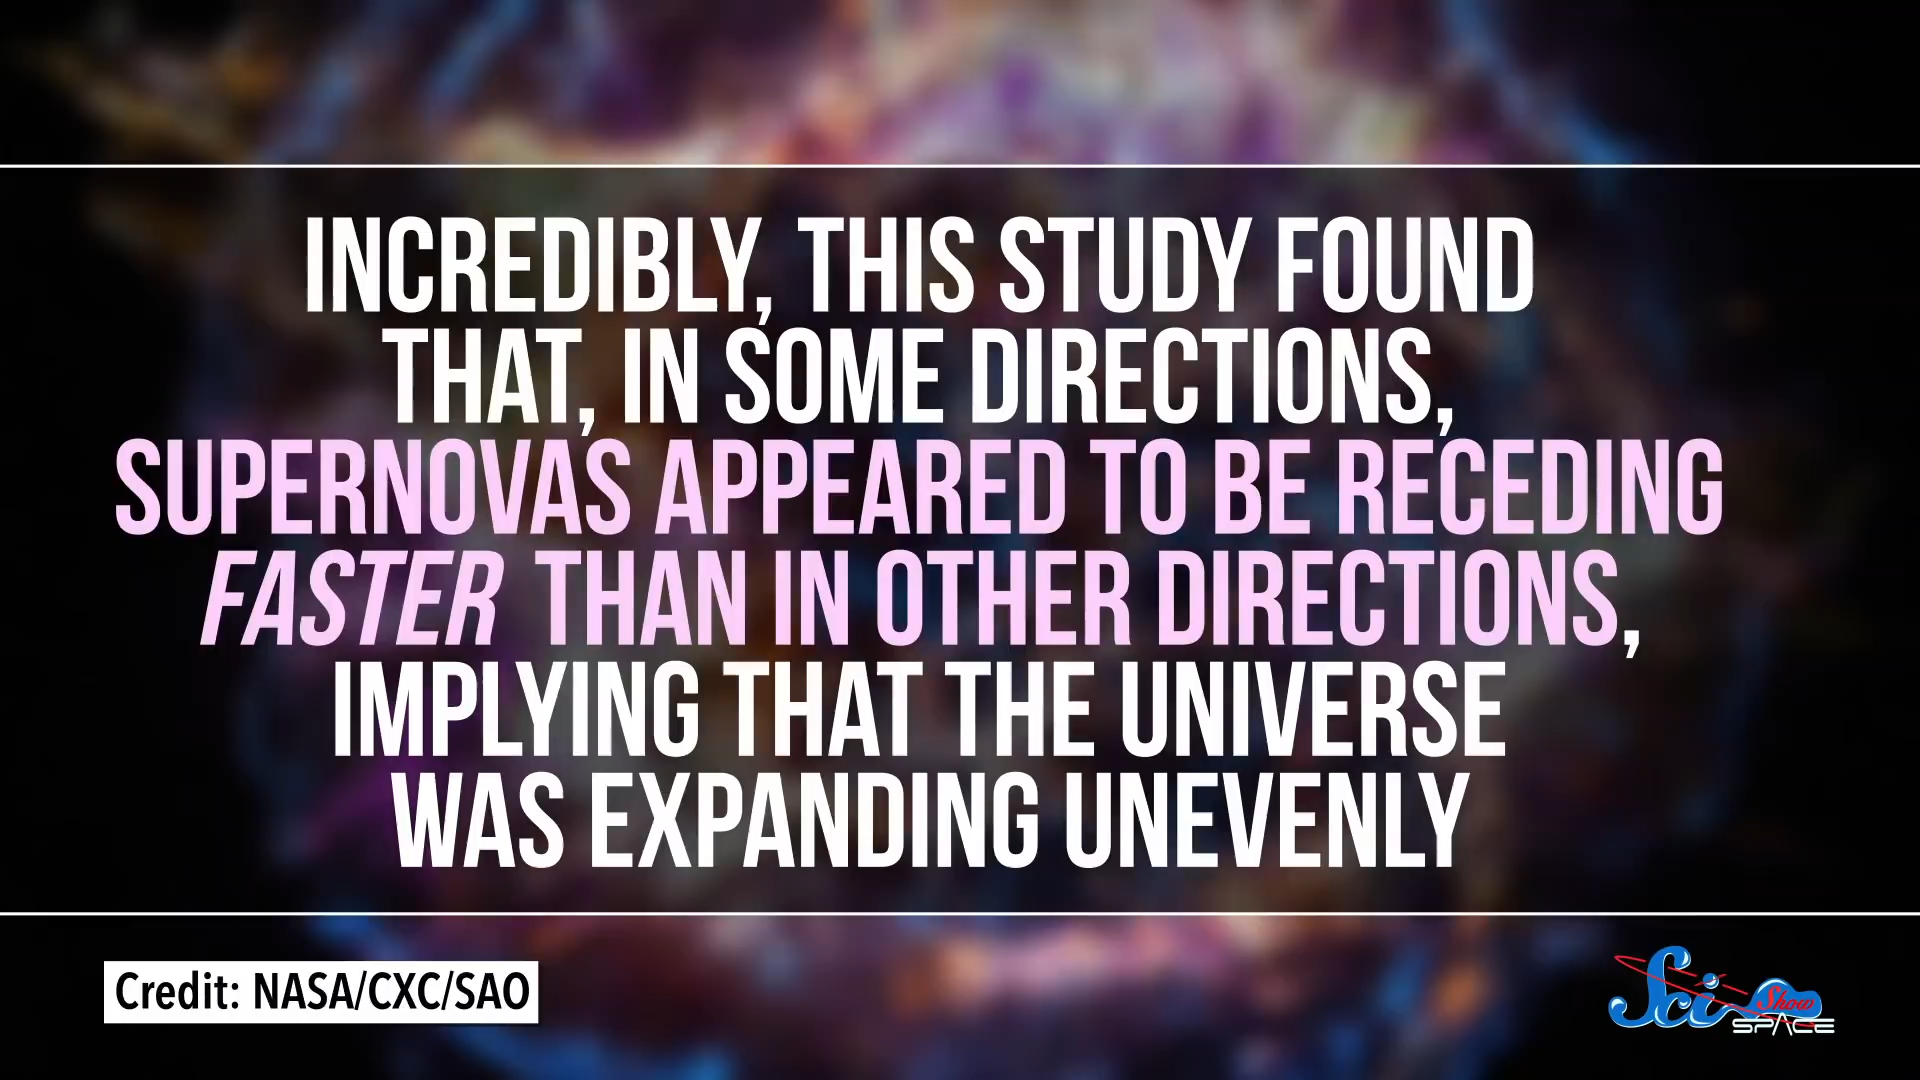 INCREDIBLY, THIS STUDY FOUND
THAT, IN SOME DIRECTIONS,
SUPERNOVAS APPEARED TO BE RECEDING
FASTER THAN IN OTHER DIRECTIONS,
IMPLYING THAT THE UNIVERSE
WAS EXPANDING UNEVENLY
Credit: NASA/CXC/SAO
Sci Show
SPACE